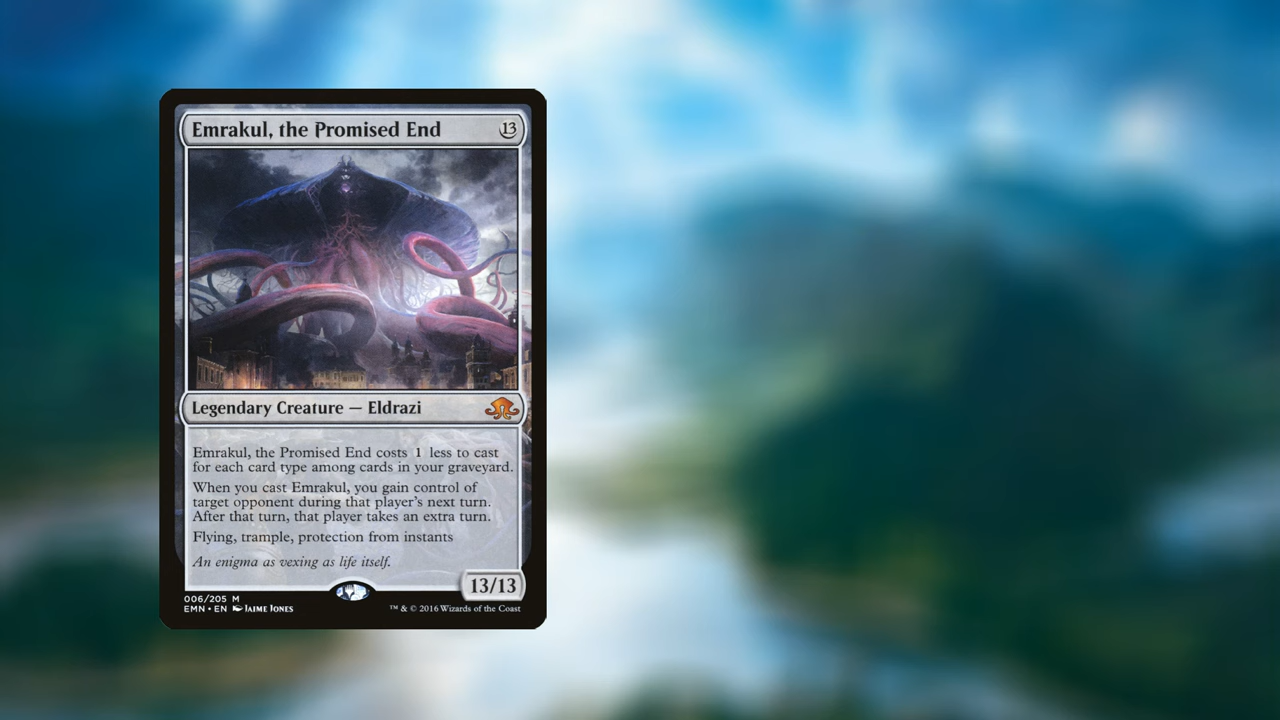 Emrakul, the Promised End 13
Legendary Creature — Eldrazi
Emrakul, the Promised End costs 1 less to cast
for each card type among cards in your graveyard.
When you cast Emrakul, you gain control of
target opponent during that player's next turn.
After that turn, that player takes an extra turn.
Flying, trample, protection from instants
An enigma as vexing as life itself.
13/13
006/205 M
EMN • EN Jaime Jones ™ & © 2016 Wizards of the Coast